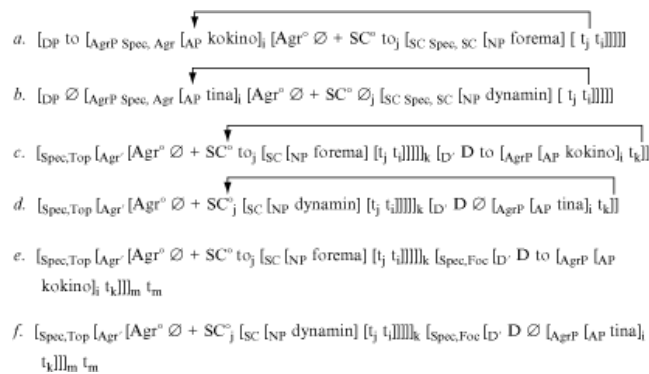 a. [DP to [AgrP Spec, Agr [AP kokino]i [Agr° Ø + SC° toj [SC Spec, SC [NP forema] [ tj ti]]]]]
b. [DP Ø [AgrP Spec, Agr [AP tina]i [Agr° Ø + SC° Øj [SC Spec, SC [NP dynamin] [ tj ti]]]]]
c. [Spec,Top [Agr′ [Agr° Ø + SC° toj [SC [NP forema] [tj ti]]]]]k [D′ D to [AgrP [AP kokino]i tk]]
d. [Spec,Top [Agr′ [Agr° Ø + SC°j [SC [NP dynamin] [tj ti]]]]]k [D′ D Ø [AgrP [AP tina]i tk]]
e. [Spec,Top [Agr′ [Agr° Ø + SC° toj [SC [NP forema] [tj ti]]]]]k [Spec,Foc [D′ D to [AgrP [AP
kokino]i tk]]]m tm
f. [Spec,Top [Agr′ [Agr° Ø + SC°j [SC [NP dynamin] [tj ti]]]]]k [Spec,Foc [D′ D Ø [AgrP [AP tina]i
tk]]]m tm